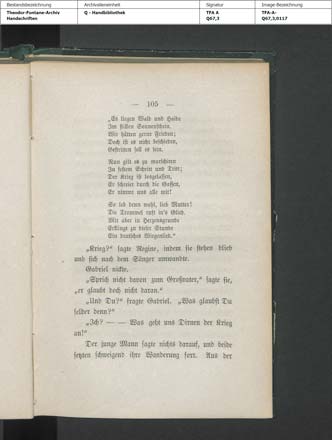 Bestandsbezeichnung
Archivalieneinheit
Signatur
Image-Bezeichnung
Theodor-Fontane-Archiv
Handschriften
Q - Handbibliothek
TFA A
Q67,3
TFA-A-
Q67,3,0117
— 105 —
„Es liegen Wald und Haide
Im stillen Sonnenschein,
Wir hätten gerne Frieden;
Doch ist es nicht beschieden,
Gestritten soll es sein.
Nun gilt es zu marschieren
In festem Schritt und Tritt;
Der Krieg ist losgelassen,
Er schreiet durch die Gassen,
Er nimmt uns alle mit!
So leb denn wohl, lieb Mutter!
Die Trommel ruft in's Glied.
Mir aber in Herzensgrunde
Erklingt zu dieser Stunde
Ein deutsches Wiegenlied."
„Krieg?" sagte Regine, indem sie stehen blieb
und sich nach dem Sänger umwandte.
Gabriel nickte.
„Sprich nicht davon zum Großvater," sagte sie,
„er glaubt doch nicht daran."
„Und Du?" fragte Gabriel. „Was glaubst Du
selber denn?"
„Ich? — — Was geht uns Dirnen der Krieg
an!"
Der junge Mann sagte nichts darauf, und beide
setzten schweigend ihre Wanderung fort. Aus der